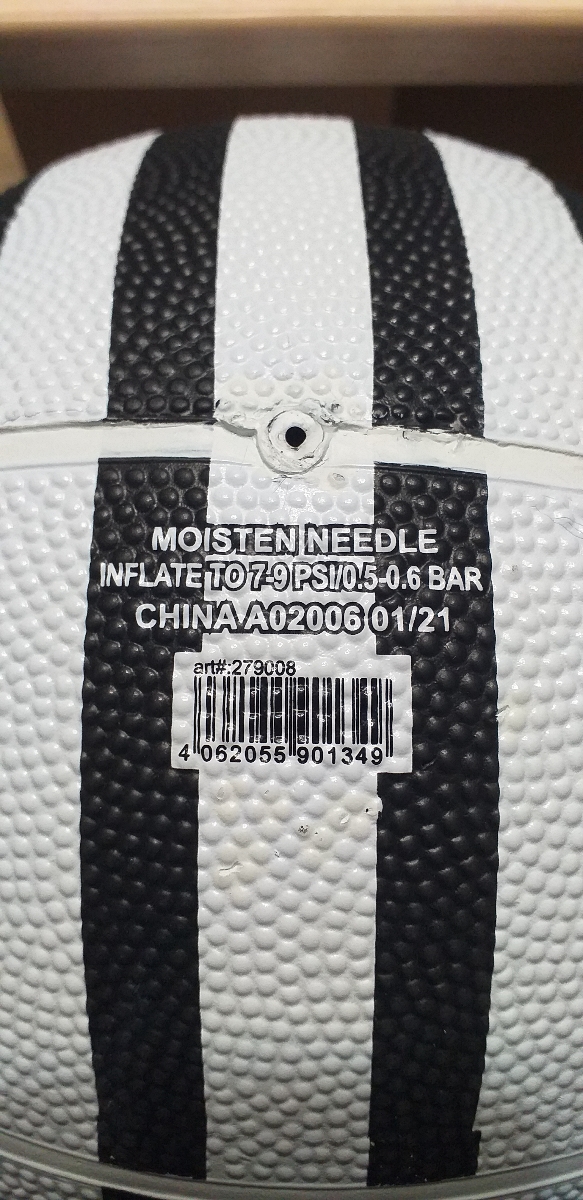 MOISTEN NEEDLE
INFLATE TO 7-9 PSI/0.5-0.6 BAR
CHINA A02006 01/21
art#:279008
4 062055 901349